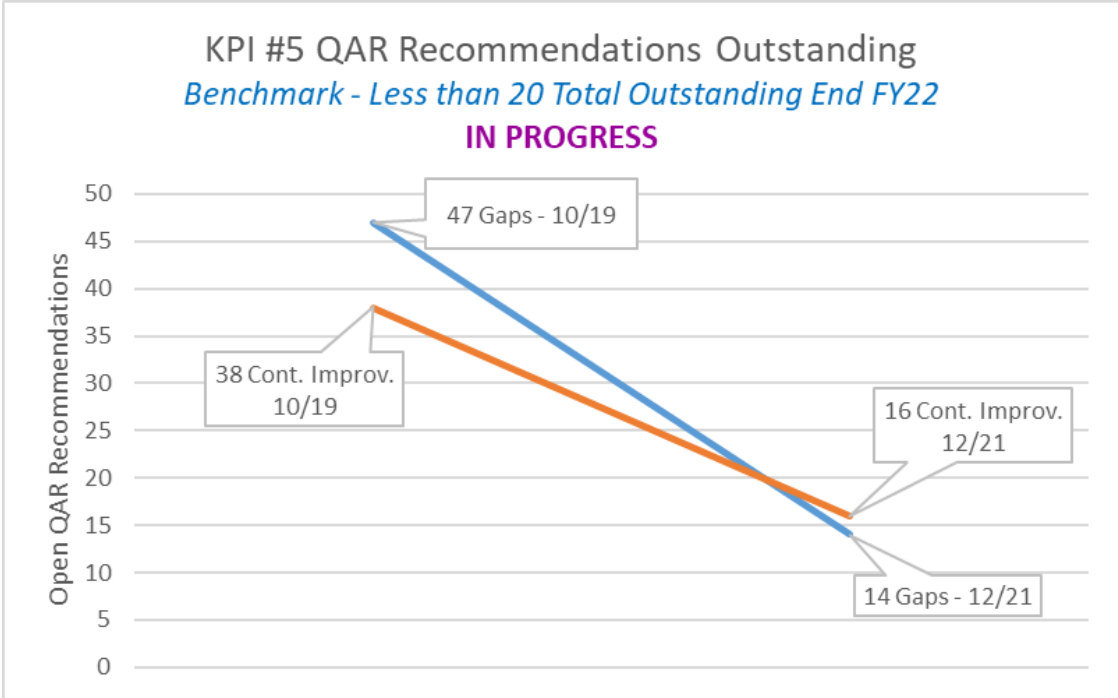 KPI #5 QAR Recommendations Outstanding
Benchmark - Less than 20 Total Outstanding End FY22
IN PROGRESS
Open QAR Recommendations
50
45
40
35
30
25
20
15
10
5
0
47 Gaps - 10/19
38 Cont. Improv.
10/19
16 Cont. Improv.
12/21
14 Gaps - 12/21